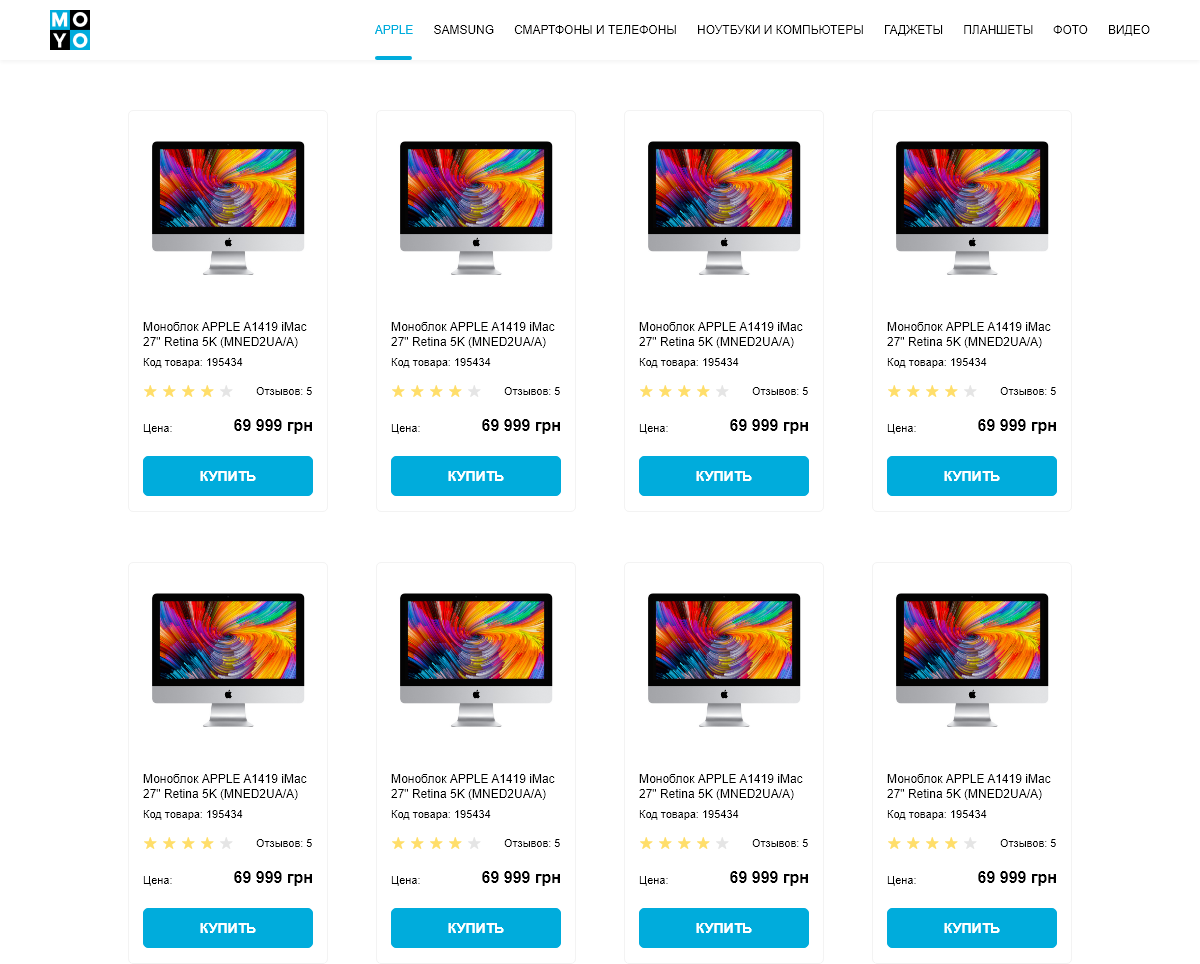 MO
YO
APPLE SAMSUNG СМАРТФОНЫ И ТЕЛЕФОНЫ НОУТБУКИ И КОМПЬЮТЕРЫ ГАДЖЕТЫ ПЛАНШЕТЫ ФОТО ВИДЕО
Моноблок APPLE A1419 iMac
27" Retina 5K (MNED2UA/A)
Код товара: 195434
Отзывов: 5
Цена: 69 999 грн
КУПИТЬ
Моноблок APPLE A1419 iMac
27" Retina 5K (MNED2UA/A)
Код товара: 195434
Отзывов: 5
Цена: 69 999 грн
КУПИТЬ
Моноблок APPLE A1419 iMac
27" Retina 5K (MNED2UA/A)
Код товара: 195434
Отзывов: 5
Цена: 69 999 грн
КУПИТЬ
Моноблок APPLE A1419 iMac
27" Retina 5K (MNED2UA/A)
Код товара: 195434
Отзывов: 5
Цена: 69 999 грн
КУПИТЬ
Моноблок APPLE A1419 iMac
27" Retina 5K (MNED2UA/A)
Код товара: 195434
Отзывов: 5
Цена: 69 999 грн
КУПИТЬ
Моноблок APPLE A1419 iMac
27" Retina 5K (MNED2UA/A)
Код товара: 195434
Отзывов: 5
Цена: 69 999 грн
КУПИТЬ
Моноблок APPLE A1419 iMac
27" Retina 5K (MNED2UA/A)
Код товара: 195434
Отзывов: 5
Цена: 69 999 грн
КУПИТЬ
Моноблок APPLE A1419 iMac
27" Retina 5K (MNED2UA/A)
Код товара: 195434
Отзывов: 5
Цена: 69 999 грн
КУПИТЬ